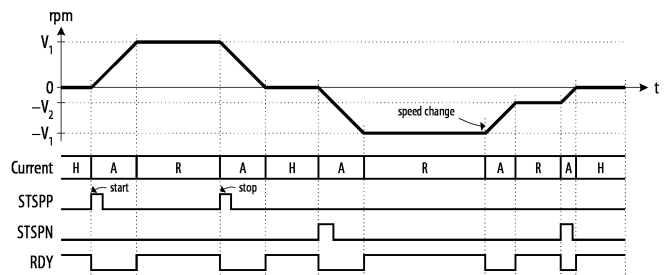 rpm
V1
0
t
–V2
speed change
–V1
Current H A R A H A R A R A H
start stop
STSPP
STSPN
RDY